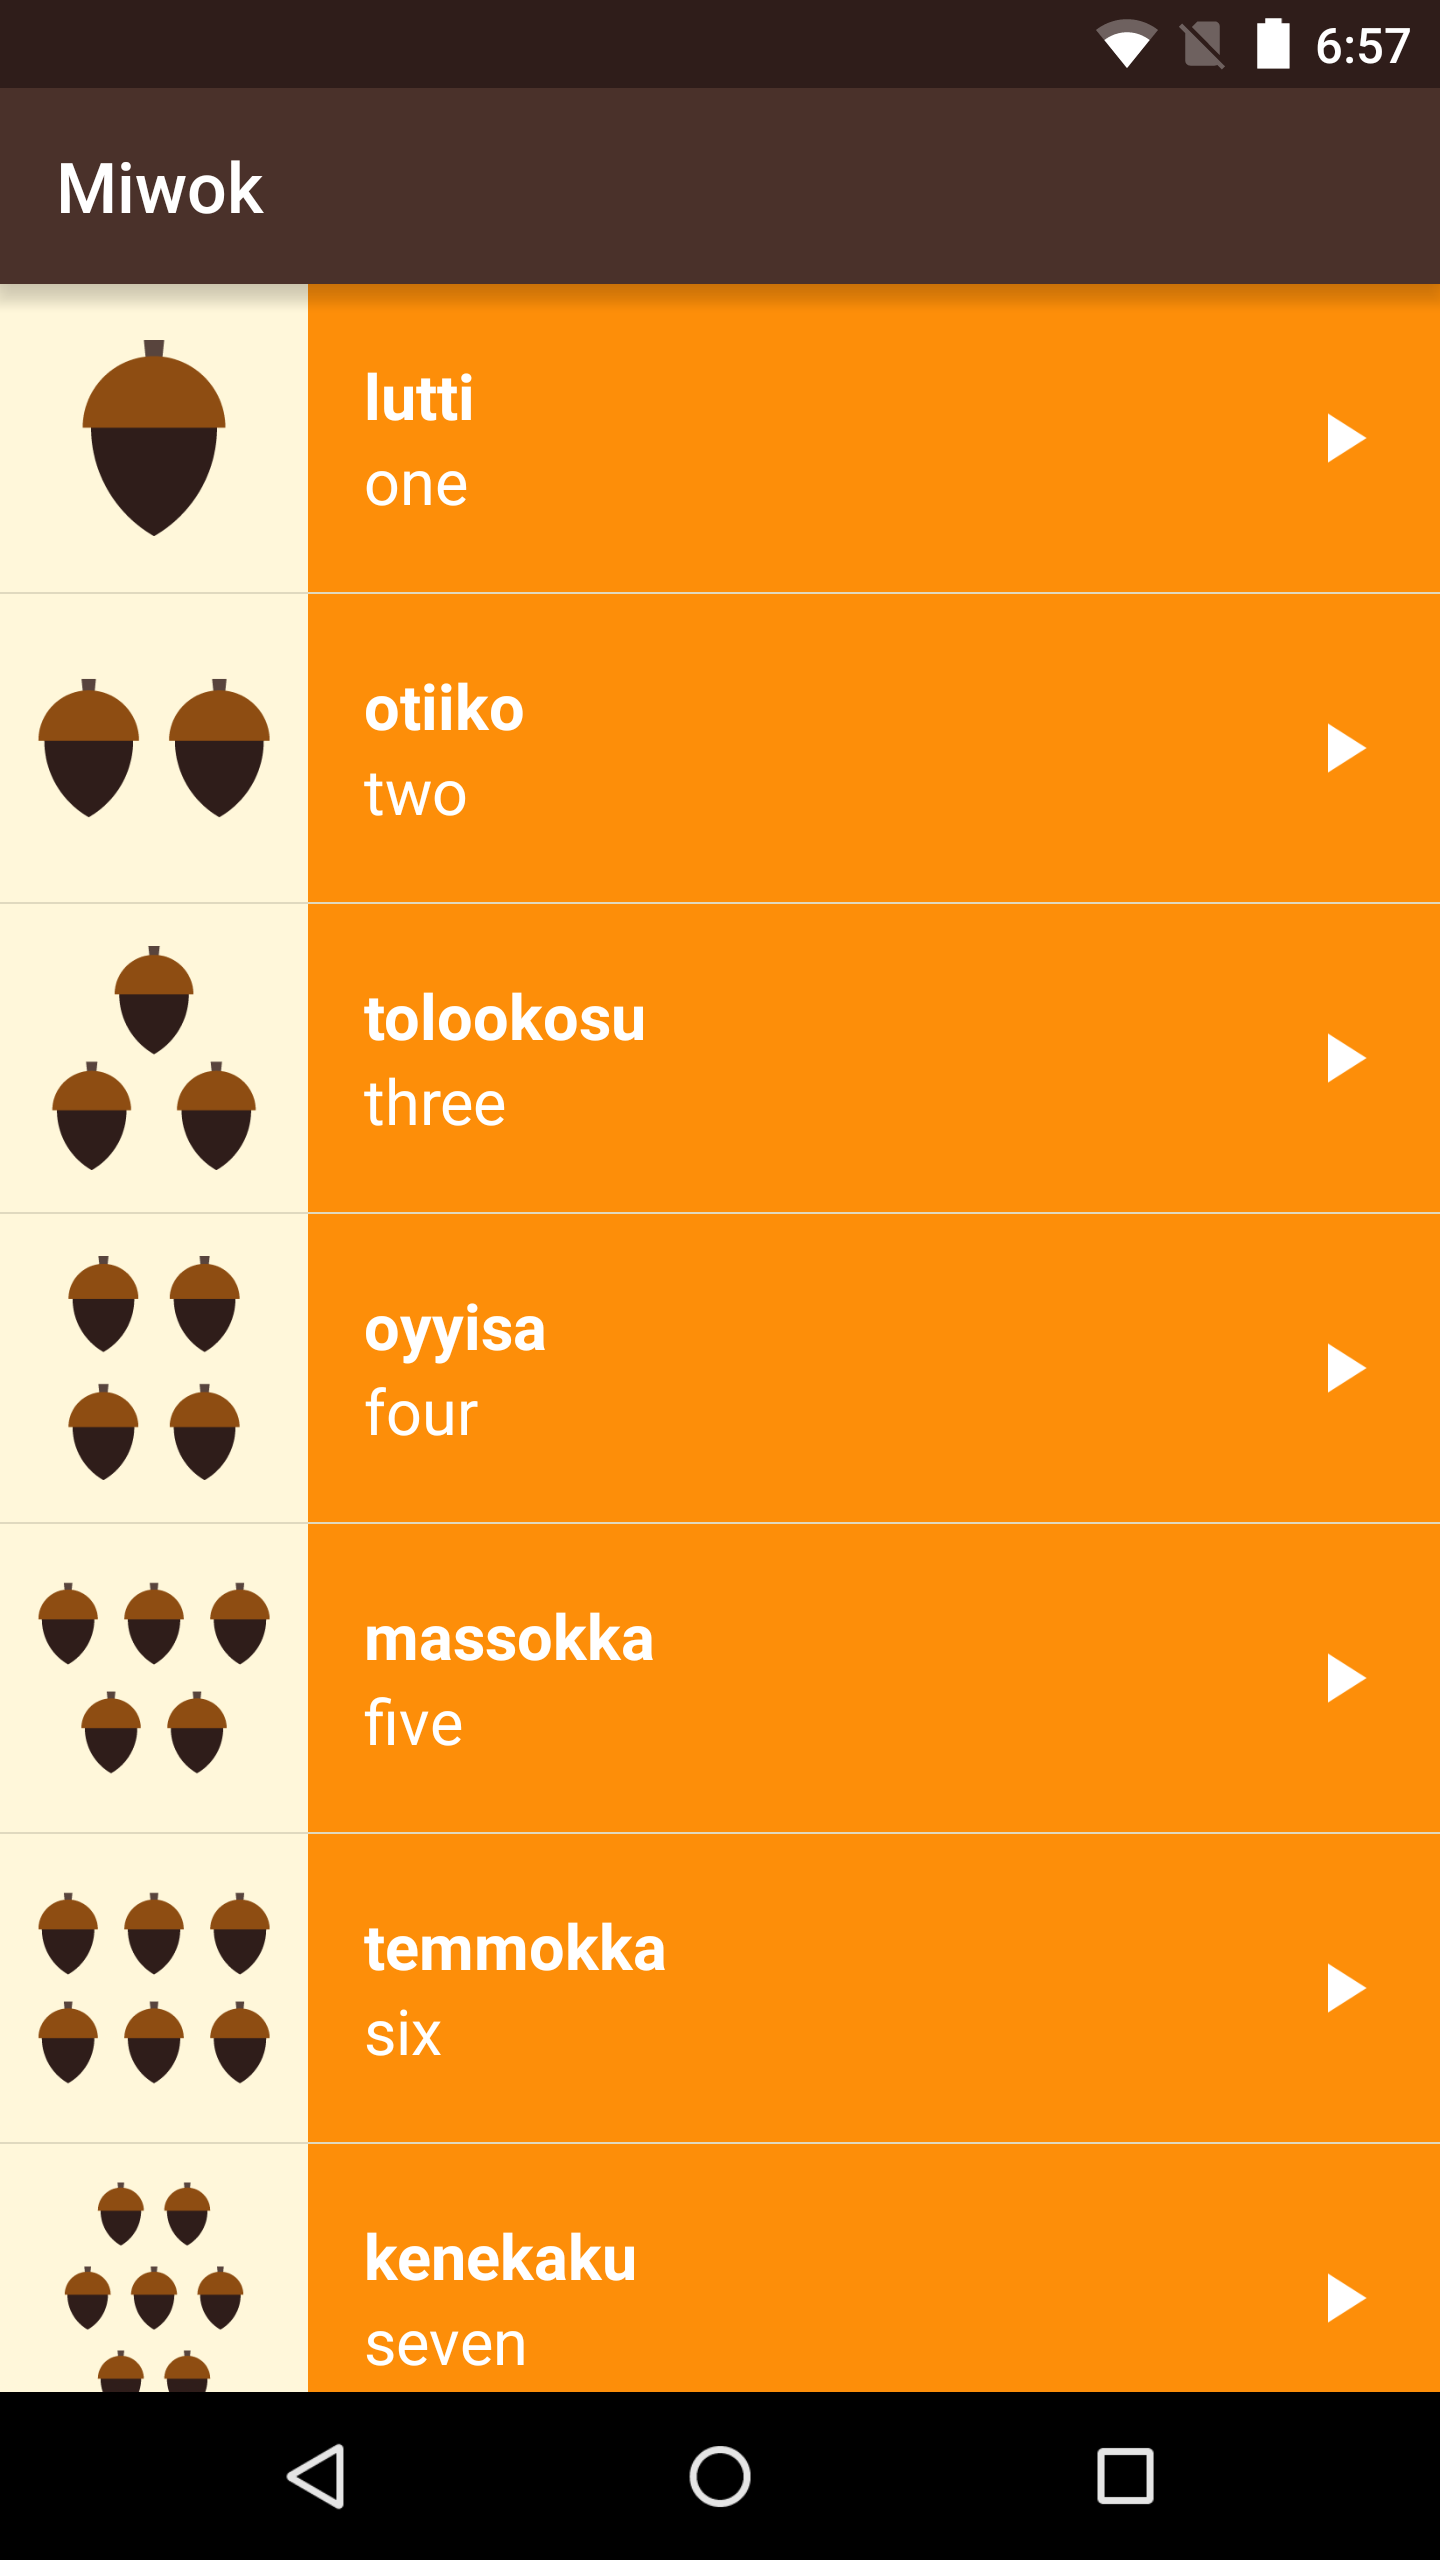 6:57
Miwok
lutti
one
otiiko
two
tolookosu
three
oyyisa
four
massokka
five
temmokka
six
kenekaku
seven